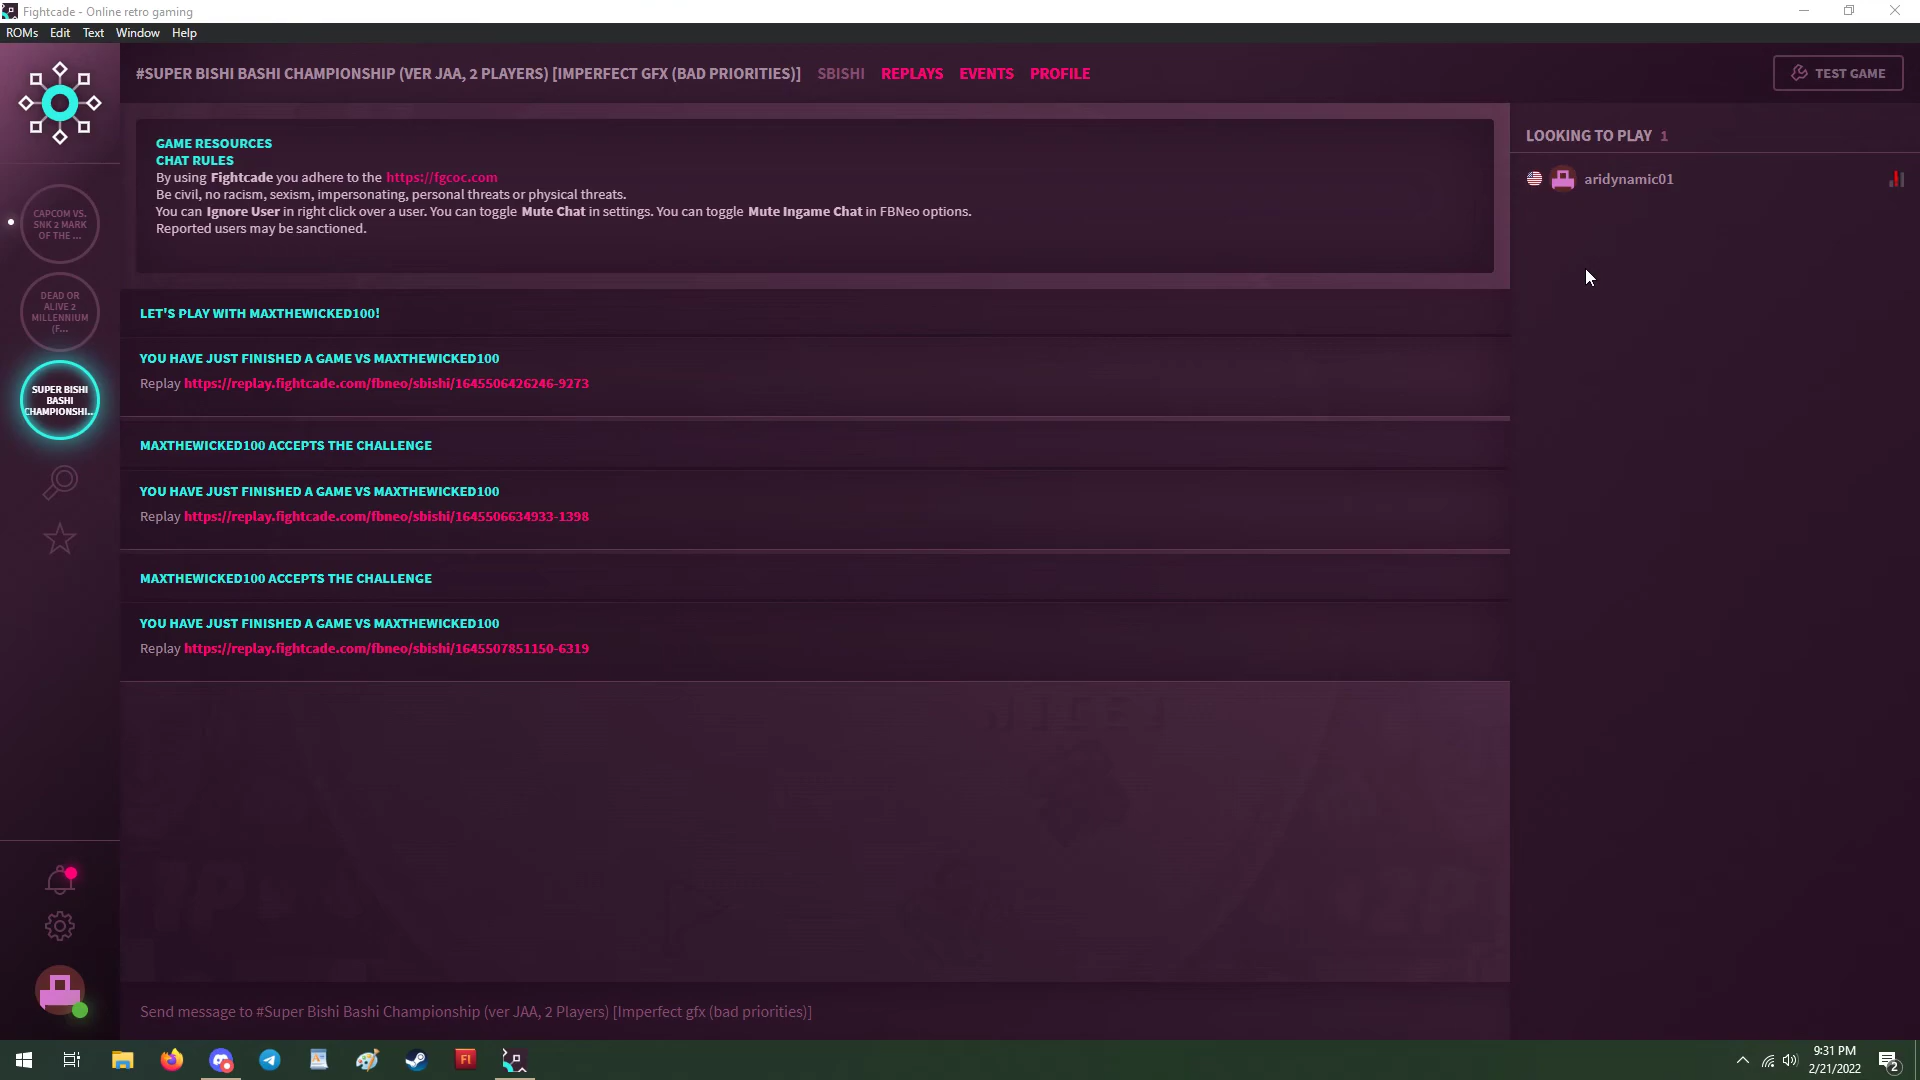 Fightcade - Online retro gaming
ROMs Edit Text Window Help
#SUPER BISHI BASHI CHAMPIONSHIP (VER JAA, 2 PLAYERS) [IMPERFECT GFX (BAD PRIORITIES)] SBISHI REPLAYS EVENTS PROFILE
TEST GAME
GAME RESOURCES
CHAT RULES
By using Fightcade you adhere to the https://fgcoc.com
Be civil, no racism, sexism, impersonating, personal threats or physical threats.
You can Ignore User in right click over a user. You can toggle Mute Chat in settings. You can toggle Mute Ingame Chat in FBNeo options.
Reported users may be sanctioned.
LOOKING TO PLAY 1
aridynamic01
CAPCOM VS.
SNK 2 MARK
OF THE ...
DEAD OR
ALIVE 2
MILLENNIUM
(F...
SUPER BISHI
BASHI
CHAMPIONSHI...
LET'S PLAY WITH MAXTHEWICKED100!
YOU HAVE JUST FINISHED A GAME VS MAXTHEWICKED100
Replay https://replay.fightcade.com/fbneo/sbishi/1645506426246-9273
MAXTHEWICKED100 ACCEPTS THE CHALLENGE
YOU HAVE JUST FINISHED A GAME VS MAXTHEWICKED100
Replay https://replay.fightcade.com/fbneo/sbishi/1645506634933-1398
MAXTHEWICKED100 ACCEPTS THE CHALLENGE
YOU HAVE JUST FINISHED A GAME VS MAXTHEWICKED100
Replay https://replay.fightcade.com/fbneo/sbishi/1645507851150-6319
Send message to #Super Bishi Bashi Championship (ver JAA, 2 Players) [Imperfect gfx (bad priorities)]
Fl
9:31 PM
2/21/2022
2